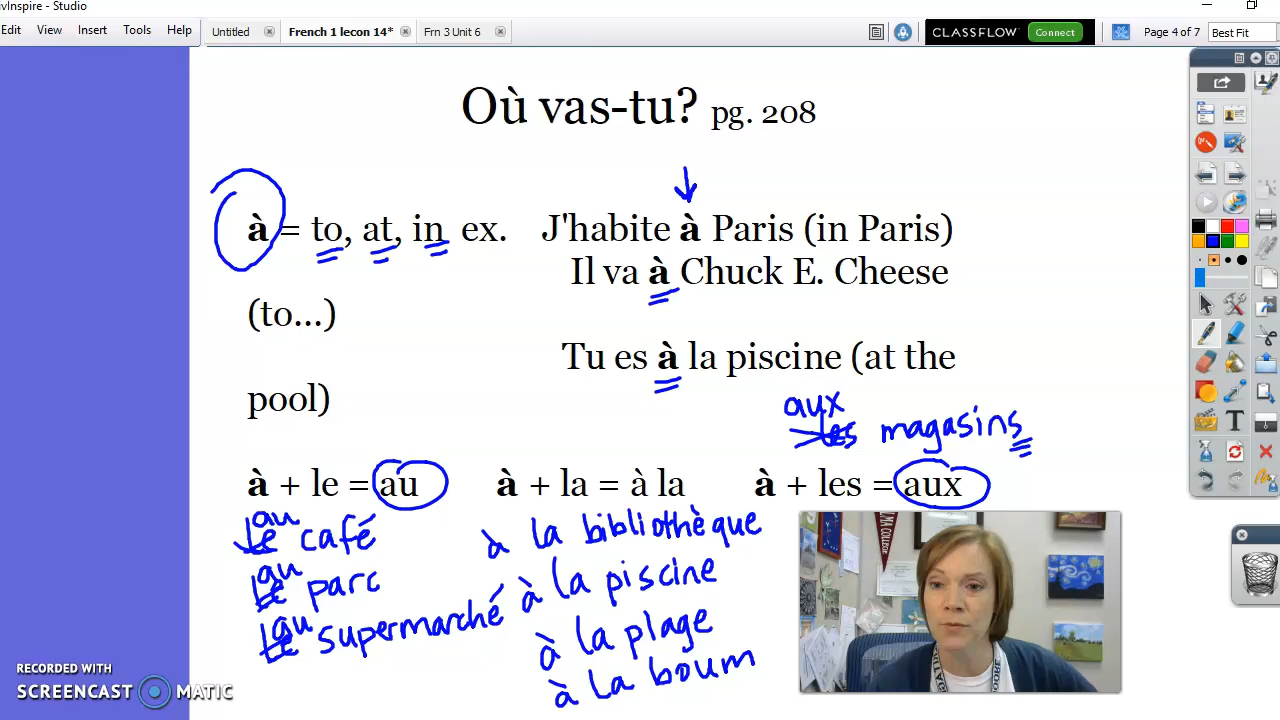 ivInspire - Studio
Edit View Insert Tools Help
Untitled French 1 lecon 14* Frn 3 Unit 6
CLASSFLOW Connect
Page 4 of 7 Best Fit
Où vas-tu? pg. 208
à = to, at, in ex. J'habite à Paris (in Paris)
Il va à Chuck E. Cheese
(to...)
Tu es à la piscine (at the
pool)
aux
les magasins
à + le = au à + la = à la à + les = aux
au
le café
au
le parc
au
le supermarché
à la bibliothèque
à la piscine
à la plage
à la boum
RECORDED WITH
SCREENCAST MATIC